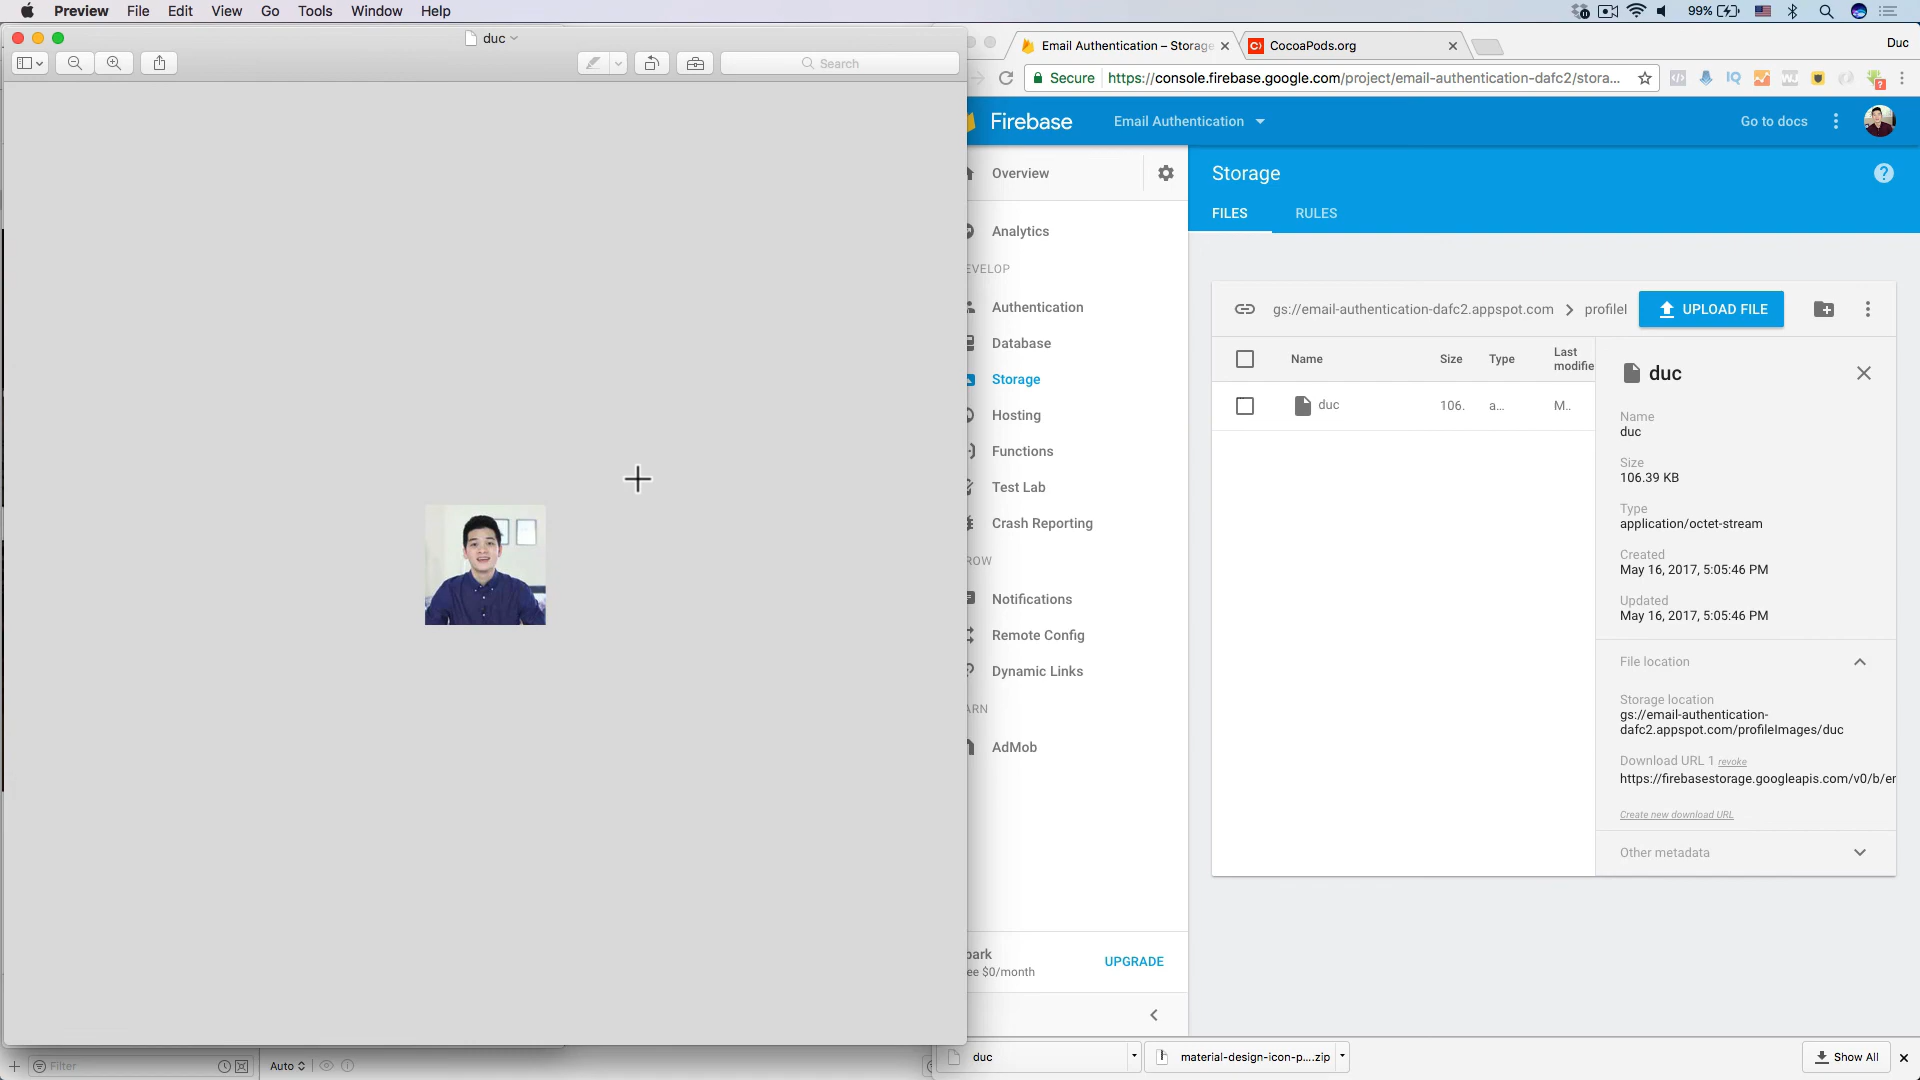 Preview File Edit View Go Tools Window Help
99%
duc
Search
Email Authentication – Storage
CocoaPods.org
Duc
Secure https://console.firebase.google.com/project/email-authentication-dafc2/stora...
Firebase
Email Authentication
Go to docs
Overview
Analytics
EVELOP
Authentication
Database
Storage
Hosting
Functions
Test Lab
Crash Reporting
ROW
Notifications
Remote Config
Dynamic Links
ARN
AdMob
park
ee $0/month
UPGRADE
Storage
FILES
RULES
gs://email-authentication-dafc2.appspot.com
profileI
UPLOAD FILE
Name
Size
Type
Last
modifie
duc
106.
a...
M..
duc
Name
duc
Size
106.39 KB
Type
application/octet-stream
Created
May 16, 2017, 5:05:46 PM
Updated
May 16, 2017, 5:05:46 PM
File location
Storage location
gs://email-authentication-
dafc2.appspot.com/profileImages/duc
Download URL 1 revoke
https://firebasestorage.googleapis.com/v0/b/er
Create new download URL
Other metadata
Filter
Auto
duc
material-design-icon-p....zip
Show All